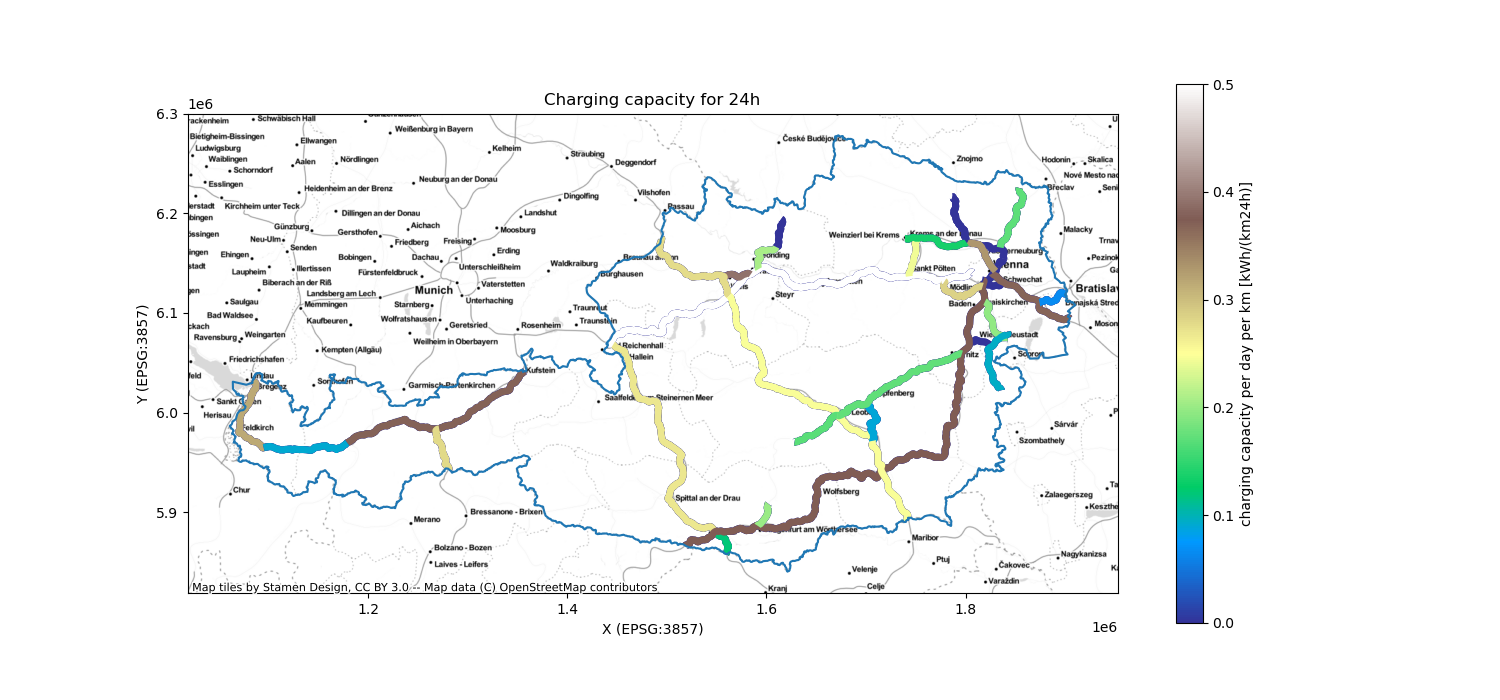 Charging capacity for 24h
1e6
6.3
6.2
6.1
6.0
5.9
Y (EPSG:3857)
Schwäbisch Hall
Weißenburg in Bayern
Bietigheim-Bissingen
Ellwangen
České Budějovice
Ludwigsburg
Kelheim
Straubing
Waiblingen
Aalen
Nördlingen
Deggendorf
Znojmo
Hodonín
Skalica
Schorndorf
Esslingen
Heidenheim an der Brenz
Neuburg an der Donau
Nové Mesto nad
Břeclav
Dingolfing
Vilshofen
Kirchheim unter Teck
Passau
Dillingen an der Donau
Landshut
Günzburg
Gersthofen
Aichach
Moosburg
Malacky
Neu-Ulm
Senden
Friedberg
Freising
Erding
Weinzierl bei Krems
Krems an der Donau
Ehingen
Bobingen
Dachau
Pezinok
Laupheim
Illertissen
Fürstenfeldbruck
Unterschleißheim
Waldkraiburg
Burghausen
Sankt Pölten
Vienna
Biberach an der Riß
Vaterstetten
Schwechat
Landsberg am Lech
Munich
Mödling
Bratislava
Saulgau
Memmingen
Starnberg
Unterhaching
Steyr
Baden
Bad Waldsee
Kaufbeuren
Wolfratshausen
Geretsried
Rosenheim
Traunreut
Traunstein
Weingarten
Ravensburg
Weilheim in Oberbayern
Reichenhall
Kempten (Allgäu)
Hallein
Sopron
Friedrichshafen
Lindau
Bregenz
Sonthofen
Garmisch-Partenkirchen
Kufstein
Herisau
Feldkirch
Leoben
Sárvár
Szombathely
Chur
Spittal an der Drau
Wolfsberg
Zalaegerszeg
Merano
Bressanone - Brixen
Klagenfurt am Wörthersee
Maribor
Bolzano - Bozen
Nagykanizsa
Laives - Leifers
Ptuj
Čakovec
Velenje
Varaždin
Kranj
Celje
Map tiles by Stamen Design, CC BY 3.0 -- Map data (C) OpenStreetMap contributors
1.2
1.4
1.6
1.8
1e6
X (EPSG:3857)
0.5
0.4
0.3
0.2
0.1
0.0
charging capacity per day per km [kWh/(km24h)]